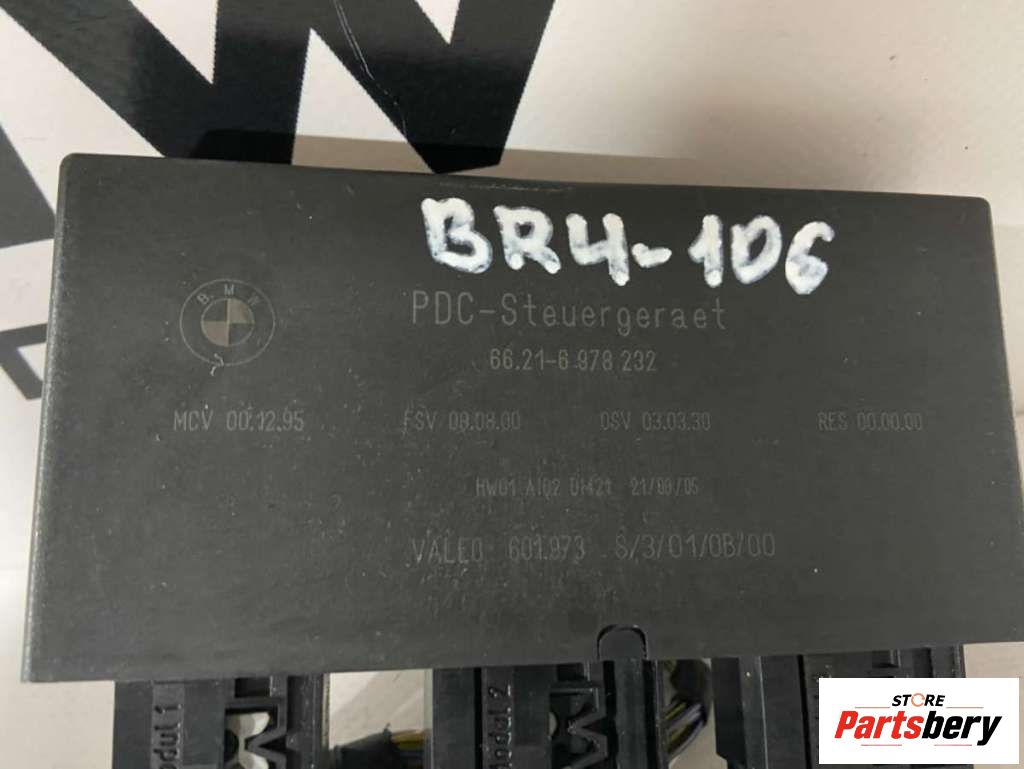 BR4-106
BMW
PDC-Steuergeraet
66.21-6 978 232
MCV 00.12.95 FSV 08.08.00 OSV 03.03.30 RES 00.00.00
HW01 AI02 21/09/05
VALEO 601.973 S/3/01/0B/00
Modul 2
STORE
Partsbery